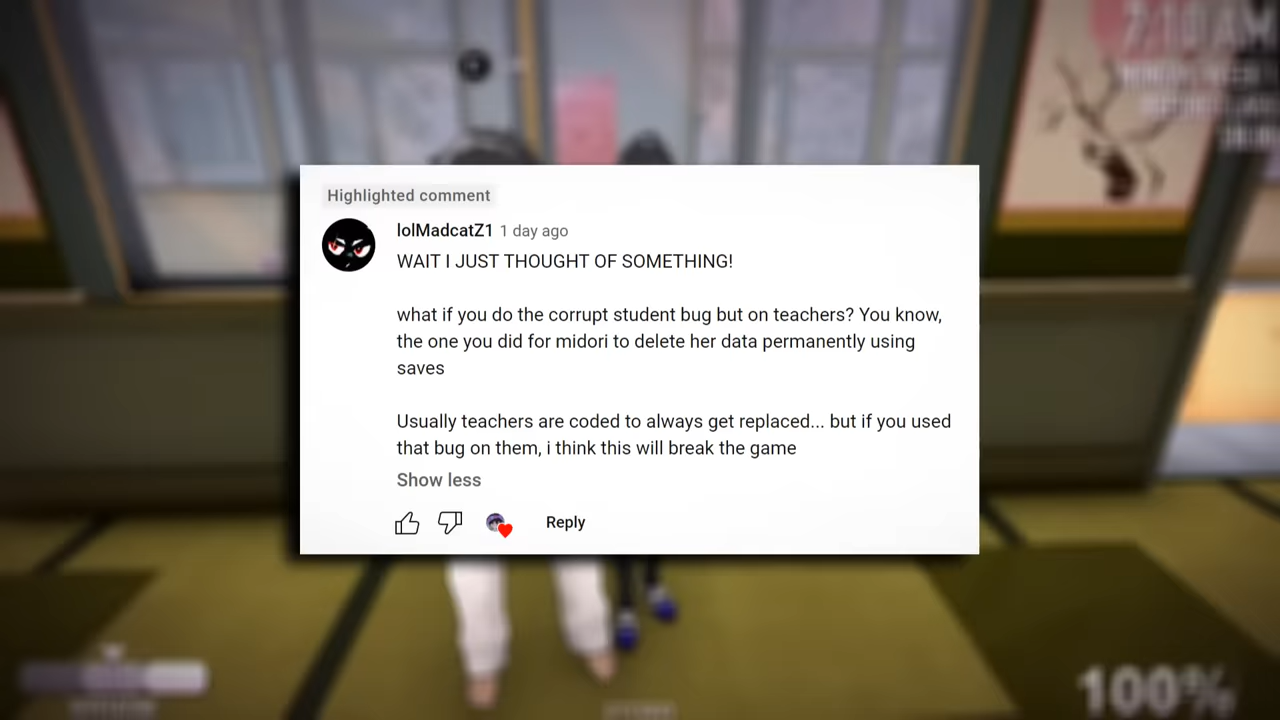 7:10 AM
Highlighted comment
lolMadcatZ1 1 day ago
WAIT I JUST THOUGHT OF SOMETHING!
what if you do the corrupt student bug but on teachers? You know,
the one you did for midori to delete her data permanently using
saves
Usually teachers are coded to always get replaced... but if you used
that bug on them, i think this will break the game
Show less
Reply
100%